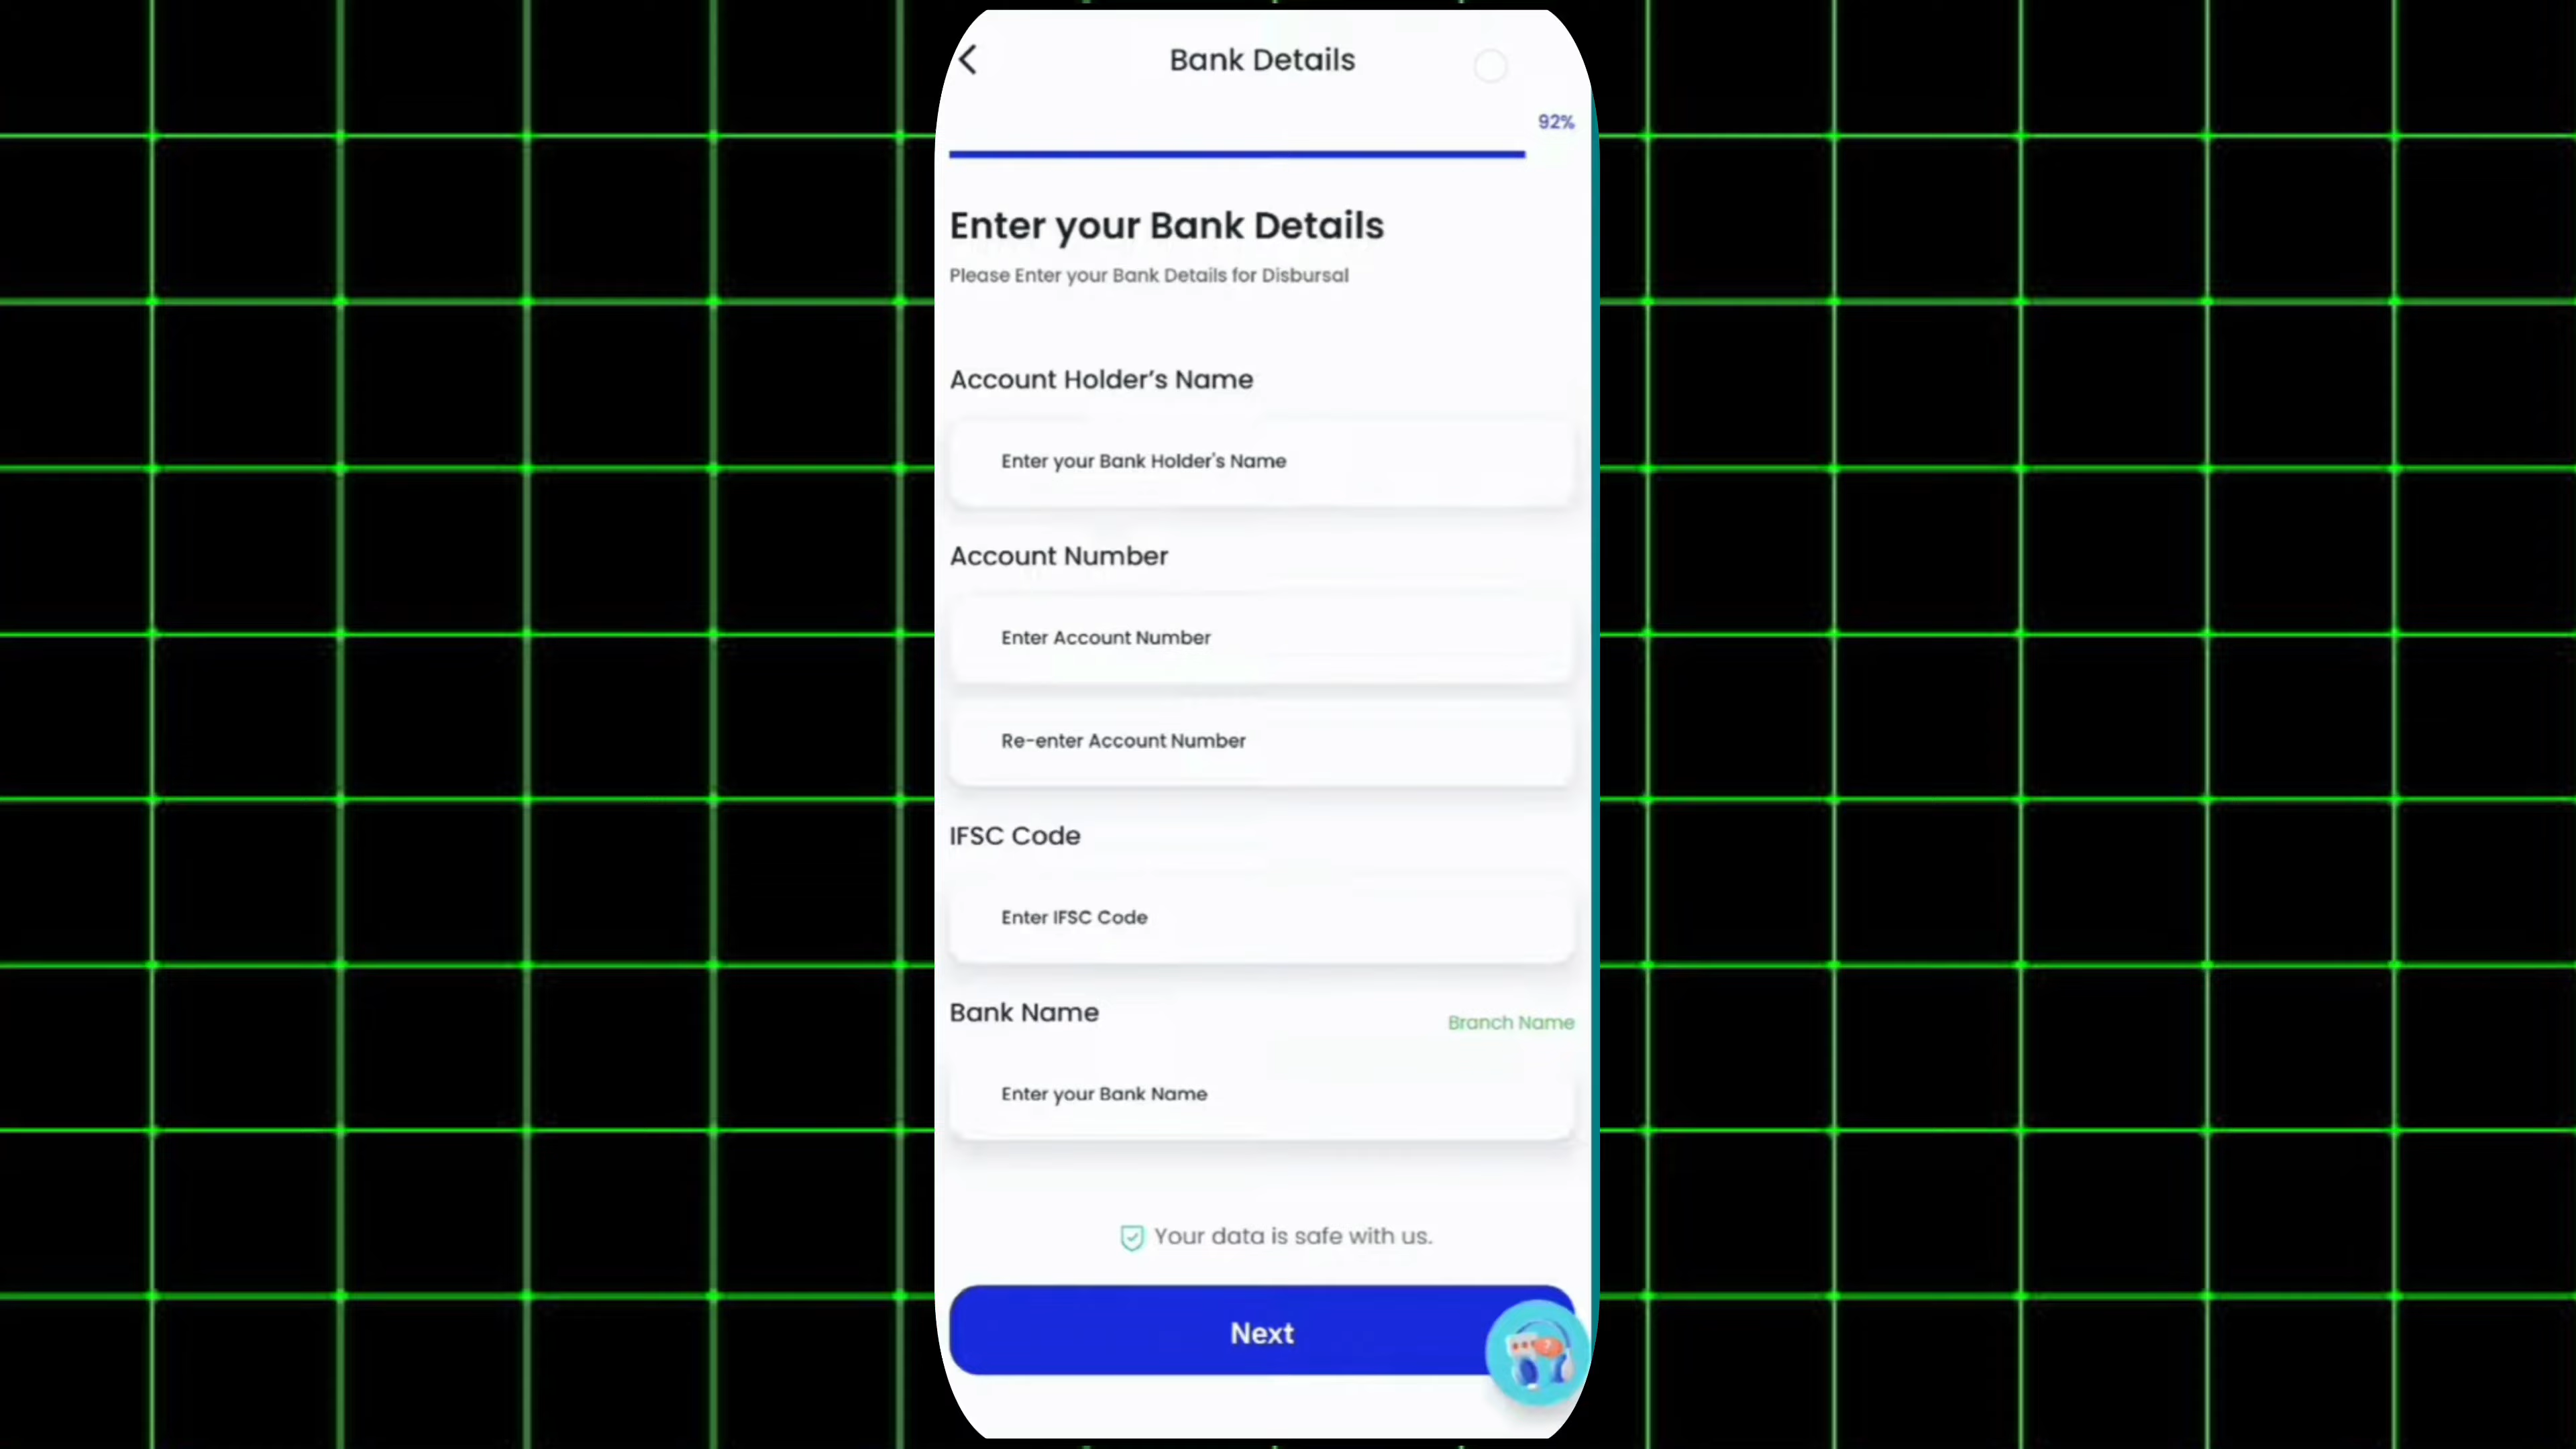 Bank Details
92%
Enter your Bank Details
Please Enter your Bank Details for Disbursal
Account Holder’s Name
Enter your Bank Holder's Name
Account Number
Enter Account Number
Re-enter Account Number
IFSC Code
Enter IFSC Code
Bank Name
Branch Name
Enter your Bank Name
Your data is safe with us.
Next